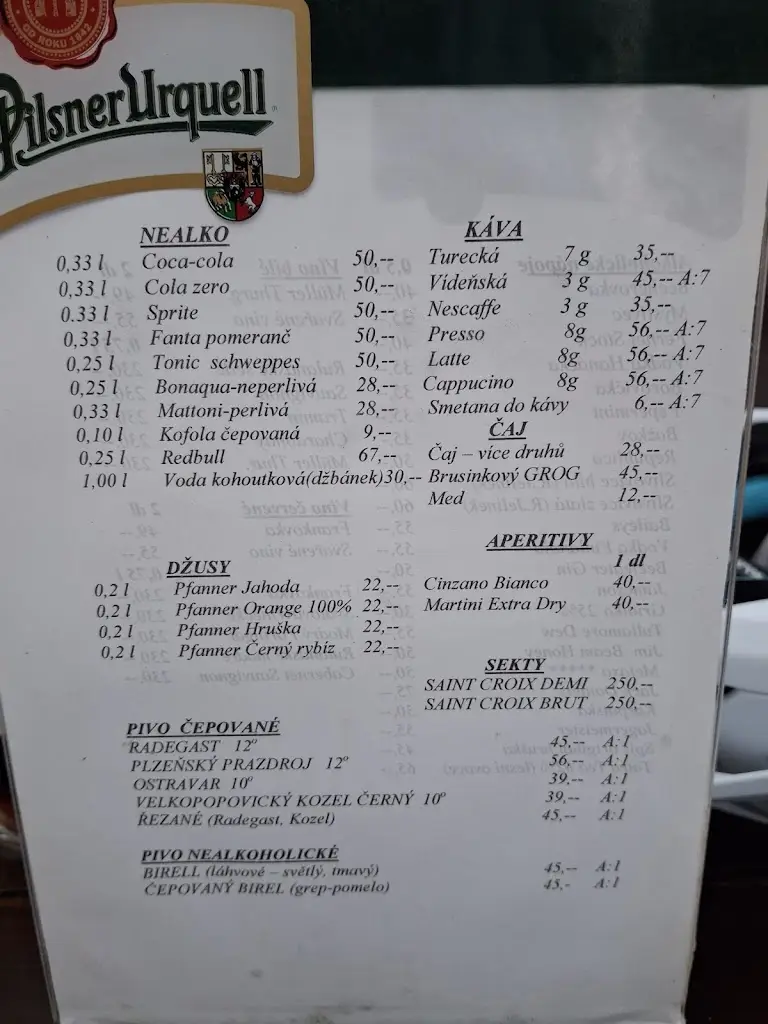 OD ROKU 1842
Pilsner Urquell
NEALKO
0,33 l Coca-cola 50,--
0,33 l Cola zero 50,--
0.33 l Sprite 50,--
0,33 l Fanta pomeranč 50,--
0,25 l Tonic schweppes 50,--
0,25 l Bonaqua-neperlivá 28,--
0,33 l Mattoni-perlivá 28,--
0,10 l Kofola čepovaná 9,--
0,25 l Redbull 67,--
1,00 l Voda kohoutková(džbánek)30,--
DŽUSY
0,2 l Pfanner Jahoda 22,--
0,2 l Pfanner Orange 100% 22,--
0,2 l Pfanner Hruška 22,--
0,2 l Pfanner Černý rybíz 22,--
KÁVA
Turecká 7 g 35,--
Vídeňská 3 g 45,-- A:7
Nescaffe 3 g 35,--
Presso 8g 56,-- A:7
Latte 8g 56,-- A:7
Cappucino 8g 56,-- A:7
Smetana do kávy 6,-- A:7
ČAJ
Čaj – více druhů 28,--
Brusinkový GROG 45,--
Med 12,--
APERITIVY
1 dl
Cinzano Bianco 40,--
Martini Extra Dry 40,--
SEKTY
SAINT CROIX DEMI 250,--
SAINT CROIX BRUT 250,--
PIVO ČEPOVANÉ
RADEGAST 12° 45,-- A:1
PLZEŇSKÝ PRAZDROJ 12° 56,-- A:1
OSTRAVAR 10° 39,-- A:1
VELKOPOPOVICKÝ KOZEL ČERNÝ 10° 39,-- A:1
ŘEZANÉ (Radegast, Kozel) 45,-- A:1
PIVO NEALKOHOLICKÉ
BIRELL (láhvové – světlý, tmavý) 45,-- A:1
ČEPOVANÝ BIREL (grep-pomelo) 45,- A:1